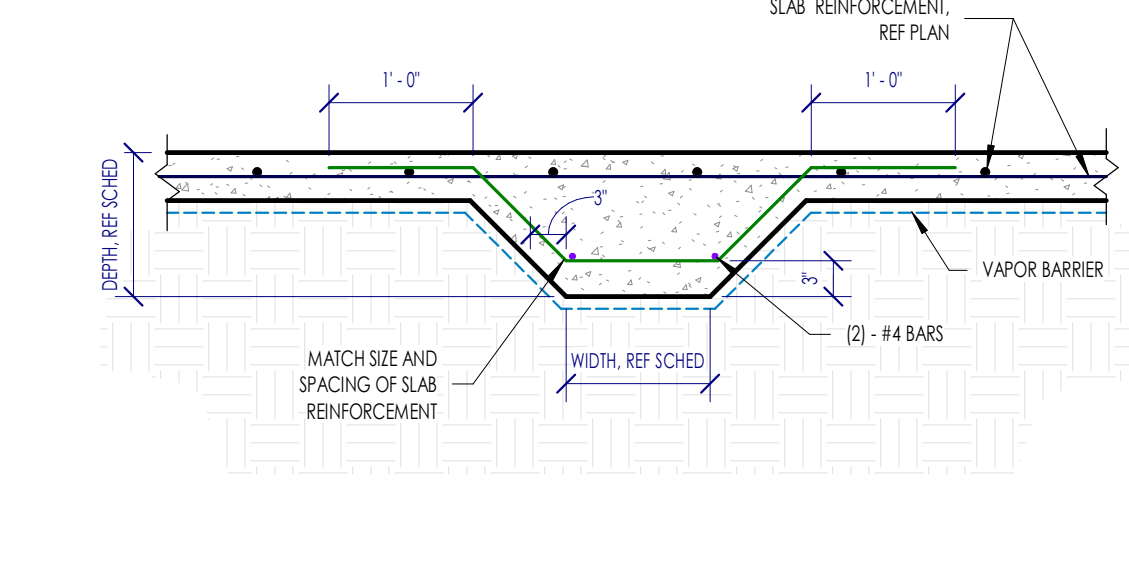 SLAB REINFORCEMENT,
REF PLAN
1' - 0"
1' - 0"
DEPTH, REF SCHED
3"
3"
VAPOR BARRIER
(2) - #4 BARS
MATCH SIZE AND
SPACING OF SLAB
REINFORCEMENT
WIDTH, REF SCHED